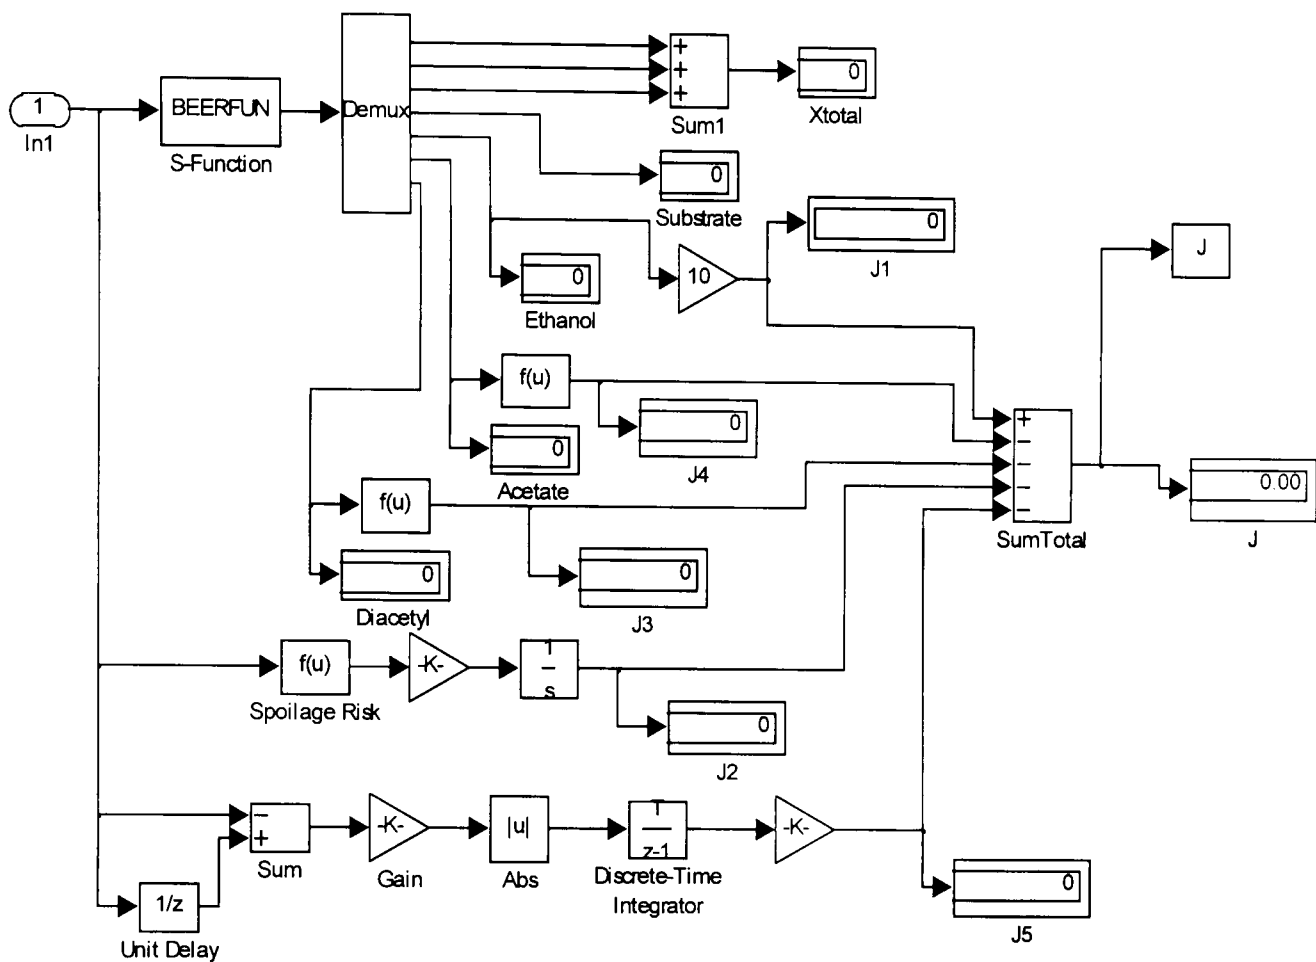 1
In1
BEERFUN
S-Function
Demux
+
+
+
Sum1
0
Xtotal
0
Substrate
0
J1
J
10
0
Ethanol
f(u)
0
J4
0
Acetate
+
−
−
−
−
SumTotal
0.00
J
f(u)
0
J3
0
Diacetyl
f(u)
Spoilage Risk
-K-
1
s
0
J2
−
+
Sum
-K-
Gain
|u|
Abs
T
z-1
Discrete-Time
Integrator
-K-
0
J5
1/z
Unit Delay